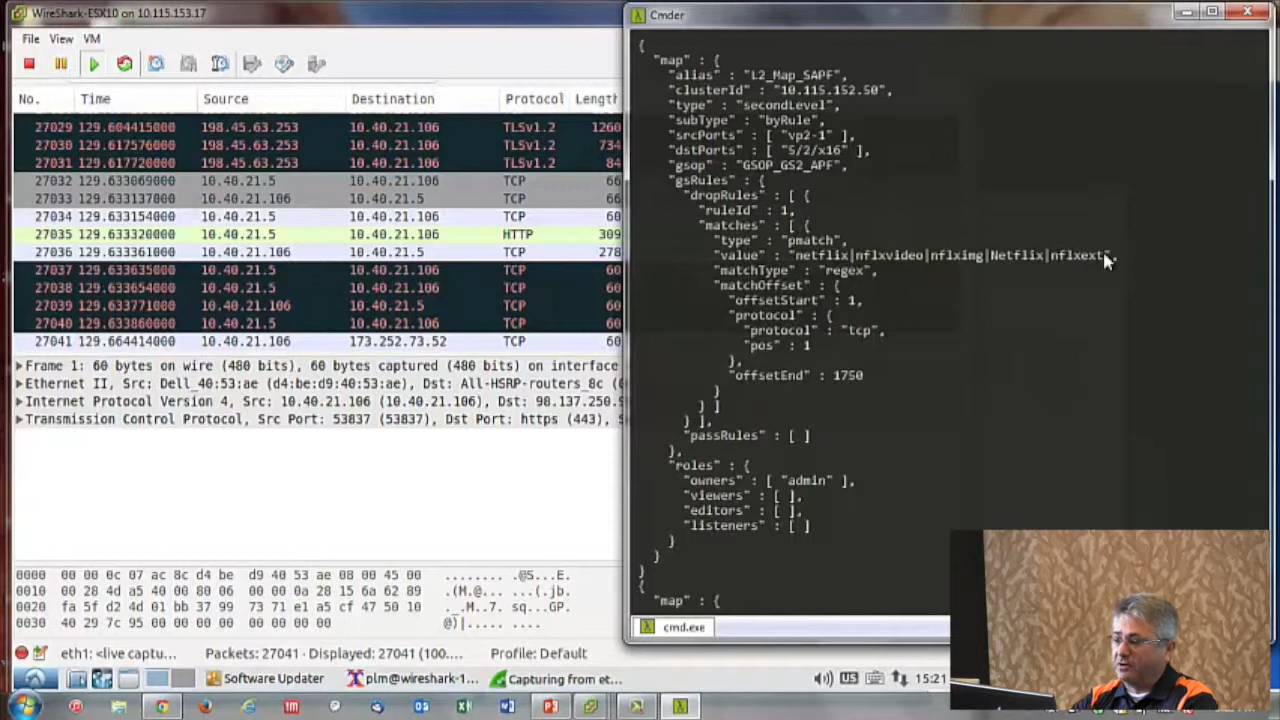 WireShark-ESX10 on 10.115.153.17
File View VM
No. Time Source Destination Protocol Length
27029 129.604415000 198.45.63.253 10.40.21.106 TLSv1.2 1260
27030 129.617576000 198.45.63.253 10.40.21.106 TLSv1.2 734
27031 129.617720000 198.45.63.253 10.40.21.106 TLSv1.2 84
27032 129.633069000 10.40.21.5 10.40.21.106 TCP 66
27033 129.633137000 10.40.21.106 10.40.21.5 TCP 66
27034 129.633154000 10.40.21.5 10.40.21.106 TCP 60
27035 129.633320000 10.40.21.5 10.40.21.106 HTTP 309
27036 129.633361000 10.40.21.106 10.40.21.5 TCP 278
27037 129.633635000 10.40.21.5 10.40.21.106 TCP 60
27038 129.633654000 10.40.21.5 10.40.21.106 TCP 60
27039 129.633771000 10.40.21.106 10.40.21.5 TCP 60
27040 129.633860000 10.40.21.5 10.40.21.106 TCP 60
27041 129.664414000 10.40.21.106 173.252.73.52 TCP 60
Frame 1: 60 bytes on wire (480 bits), 60 bytes captured (480 bits) on interface
Ethernet II, Src: Dell_40:53:ae (d4:be:d9:40:53:ae), Dst: All-HSRP-routers_8c (0
Internet Protocol Version 4, Src: 10.40.21.106 (10.40.21.106), Dst: 98.137.250.9
Transmission Control Protocol, Src Port: 53837 (53837), Dst Port: https (443), S
0000 00 00 0c 07 ac 8c d4 be d9 40 53 ae 08 00 45 00 ........ .@S...E.
0010 00 28 4d a5 40 00 80 06 00 00 0a 28 15 6a 62 89 .(M.@... ...(.jb.
0020 fa 5f d2 4d 01 bb 37 99 73 71 e1 a5 cf 47 50 10 ._.M..7. sq...GP.
0030 40 29 7c 95 00 00 00 00 00 00 00 00 @)|..... ....
eth1: <live captu... Packets: 27041 · Displayed: 27041 (100.... Profile: Default
Software Updater plm@wireshark-1... Capturing from et... US 15:21
Cmder
{
"map" : {
"alias" : "L2_Map_SAPF",
"clusterId" : "10.115.152.50",
"type" : "secondLevel",
"subType" : "byRule",
"srcPorts" : [ "vp2-1" ],
"dstPorts" : [ "5/2/x16" ],
"gsop" : "GSOP_GS2_APF",
"gsRules" : {
"dropRules" : [ {
"ruleId" : 1,
"matches" : [ {
"type" : "pmatch",
"value" : "netflix|nflxvideo|nflximg|Netflix|nflxext",
"matchType" : "regex",
"matchOffset" : {
"offsetStart" : 1,
"protocol" : {
"protocol" : "tcp",
"pos" : 1
},
"offsetEnd" : 1750
}
} ]
} ],
"passRules" : [ ]
},
"roles" : {
"owners" : [ "admin" ],
"viewers" : [ ],
"editors" : [ ],
"listeners" : [ ]
}
}
}
{
"map" : {
cmd.exe